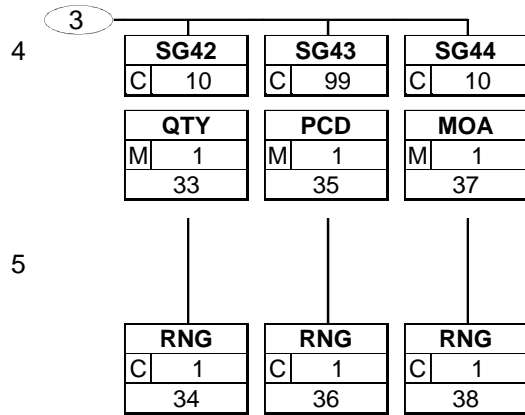 3
4
SG42 SG43 SG44
C 10 C 99 C 10
QTY PCD MOA
M 1 M 1 M 1
33 35 37
5
RNG RNG RNG
C 1 C 1 C 1
34 36 38